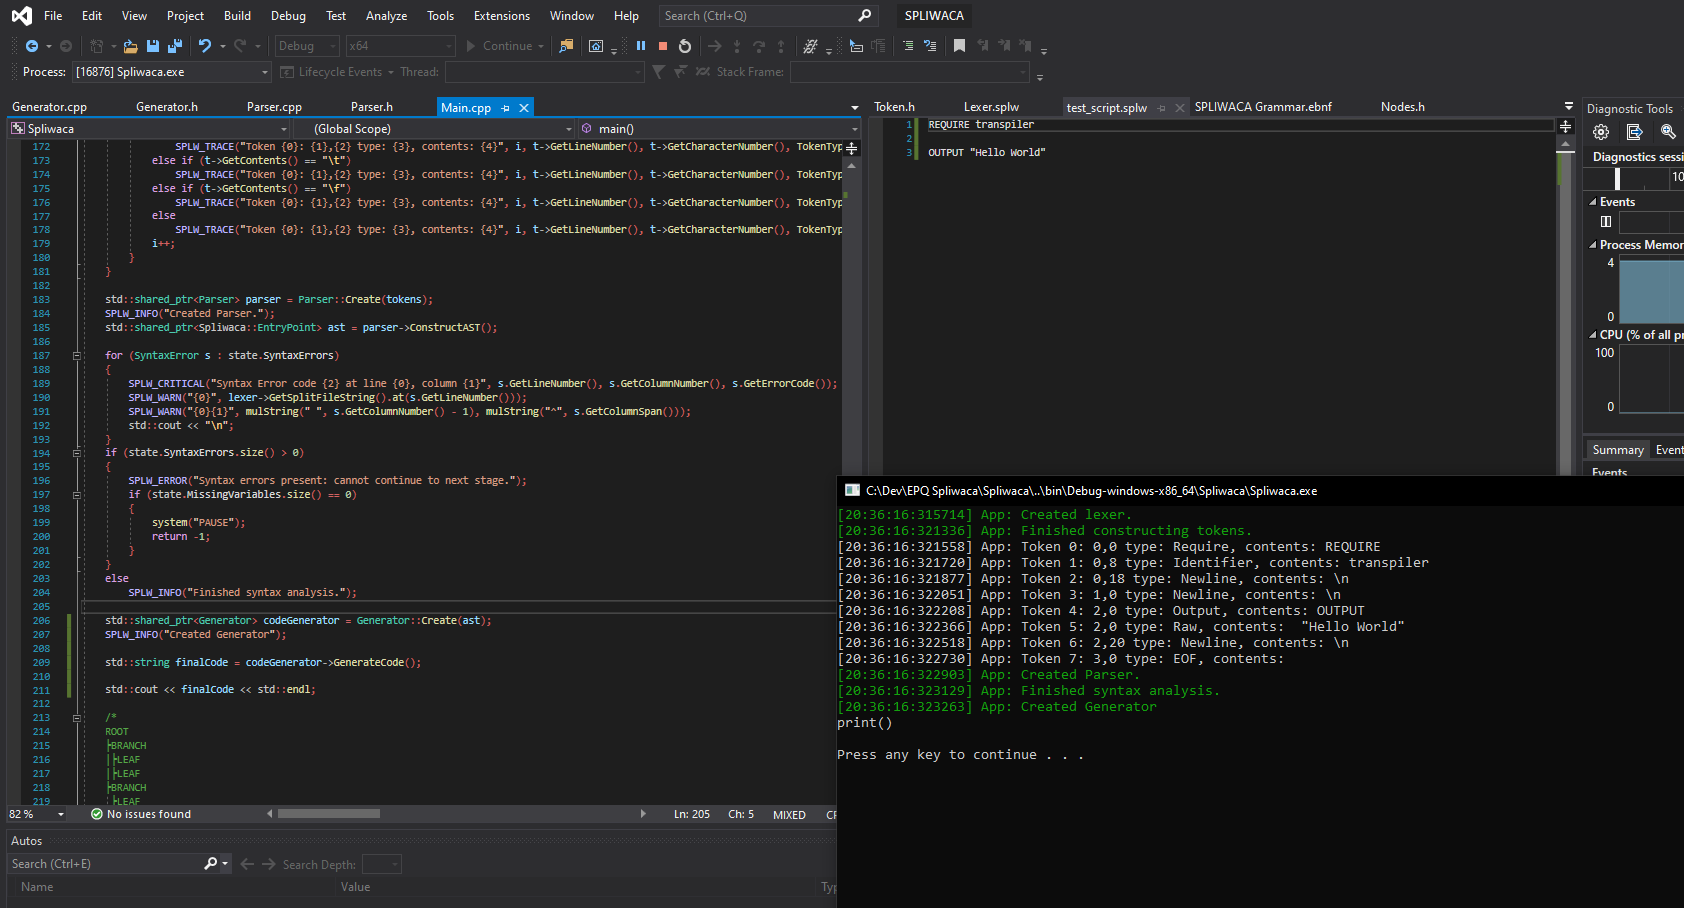 File Edit View Project Build Debug Test Analyze Tools Extensions Window Help Search (Ctrl+Q) SPLIWACA
Debug x64 Continue
Process: [16876] Spliwaca.exe Lifecycle Events Thread: Stack Frame:
Generator.cpp Generator.h Parser.cpp Parser.h Main.cpp
Spliwaca (Global Scope) main()
172 SPLW_TRACE("Token {0}: {1},{2} type: {3}, contents: {4}", i, t->GetLineNumber(), t->GetCharacterNumber(), TokenTyp
173 else if (t->GetContents() == "\t")
174 SPLW_TRACE("Token {0}: {1},{2} type: {3}, contents: {4}", i, t->GetLineNumber(), t->GetCharacterNumber(), TokenTyp
175 else if (t->GetContents() == "\f")
176 SPLW_TRACE("Token {0}: {1},{2} type: {3}, contents: {4}", i, t->GetLineNumber(), t->GetCharacterNumber(), TokenTyp
177 else
178 SPLW_TRACE("Token {0}: {1},{2} type: {3}, contents: {4}", i, t->GetLineNumber(), t->GetCharacterNumber(), TokenTyp
179 i++;
180 }
181 }
182
183 std::shared_ptr<Parser> parser = Parser::Create(tokens);
184 SPLW_INFO("Created Parser.");
185 std::shared_ptr<Spliwaca::EntryPoint> ast = parser->ConstructAST();
186
187 for (SyntaxError s : state.SyntaxErrors)
188 {
189 SPLW_CRITICAL("Syntax Error code {2} at line {0}, column {1}", s.GetLineNumber(), s.GetColumnNumber(), s.GetErrorCode());
190 SPLW_WARN("{0}", lexer->GetSplitFileString().at(s.GetLineNumber()));
191 SPLW_WARN("{0}{1}", mulString(" ", s.GetColumnNumber() - 1), mulString("^", s.GetColumnSpan()));
192 std::cout << "\n";
193 }
194 if (state.SyntaxErrors.size() > 0)
195 {
196 SPLW_ERROR("Syntax errors present: cannot continue to next stage.");
197 if (state.MissingVariables.size() == 0)
198 {
199 system("PAUSE");
200 return -1;
201 }
202 }
203 else
204 SPLW_INFO("Finished syntax analysis.");
205
206 std::shared_ptr<Generator> codeGenerator = Generator::Create(ast);
207 SPLW_INFO("Created Generator");
208
209 std::string finalCode = codeGenerator->GenerateCode();
210
211 std::cout << finalCode << std::endl;
212
213 /*
214 ROOT
215 ├BRANCH
216 │├LEAF
217 │├LEAF
218 ├BRANCH
219 ├LEAF
82 % No issues found Ln: 205 Ch: 5 MIXED
Autos
Search (Ctrl+E) Search Depth:
Name Value Typ
Token.h Lexer.splw test_script.splw SPLIWACA Grammar.ebnf Nodes.h
1 REQUIRE transpiler
2
3 OUTPUT "Hello World"
Diagnostic Tools
Diagnostics sessi
10
Events
Process Memor
4
0
CPU (% of all p
100
0
Summary Event
Events
C:\Dev\EPQ Spliwaca\Spliwaca\..\bin\Debug-windows-x86_64\Spliwaca\Spliwaca.exe
[20:36:16:315714] App: Created lexer.
[20:36:16:321336] App: Finished constructing tokens.
[20:36:16:321558] App: Token 0: 0,0 type: Require, contents: REQUIRE
[20:36:16:321720] App: Token 1: 0,8 type: Identifier, contents: transpiler
[20:36:16:321877] App: Token 2: 0,18 type: Newline, contents: \n
[20:36:16:322051] App: Token 3: 1,0 type: Newline, contents: \n
[20:36:16:322208] App: Token 4: 2,0 type: Output, contents: OUTPUT
[20:36:16:322366] App: Token 5: 2,0 type: Raw, contents:  "Hello World"
[20:36:16:322518] App: Token 6: 2,20 type: Newline, contents: \n
[20:36:16:322730] App: Token 7: 3,0 type: EOF, contents:
[20:36:16:322903] App: Created Parser.
[20:36:16:323129] App: Finished syntax analysis.
[20:36:16:323263] App: Created Generator
print()

Press any key to continue . . .